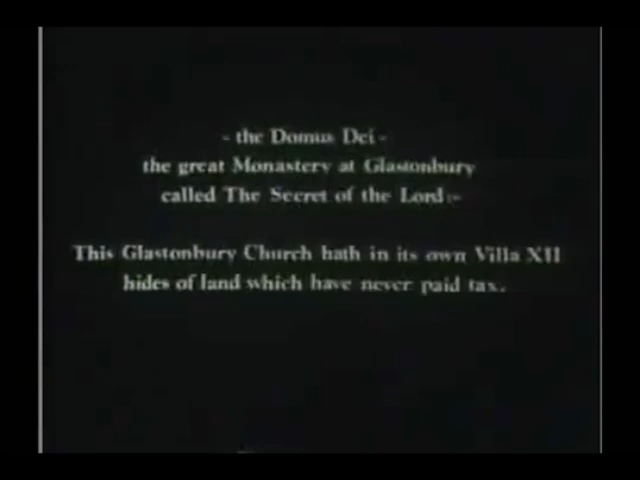 - the Domus Dei -
the great Monastery at Glastonbury
called The Secret of the Lord :-
This Glastonbury Church hath in its own Villa XII
hides of land which have never paid tax.